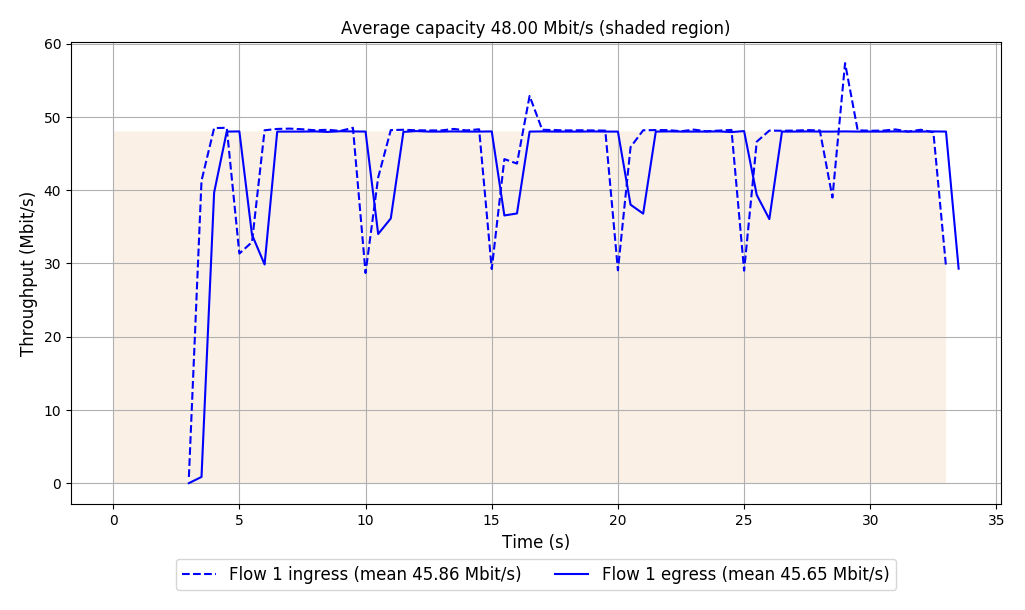 Average capacity 48.00 Mbit/s (shaded region)
60
50
40
30
20
10
0
Throughput (Mbit/s)
0 5 10 15 20 25 30 35
Time (s)
Flow 1 ingress (mean 45.86 Mbit/s) Flow 1 egress (mean 45.65 Mbit/s)